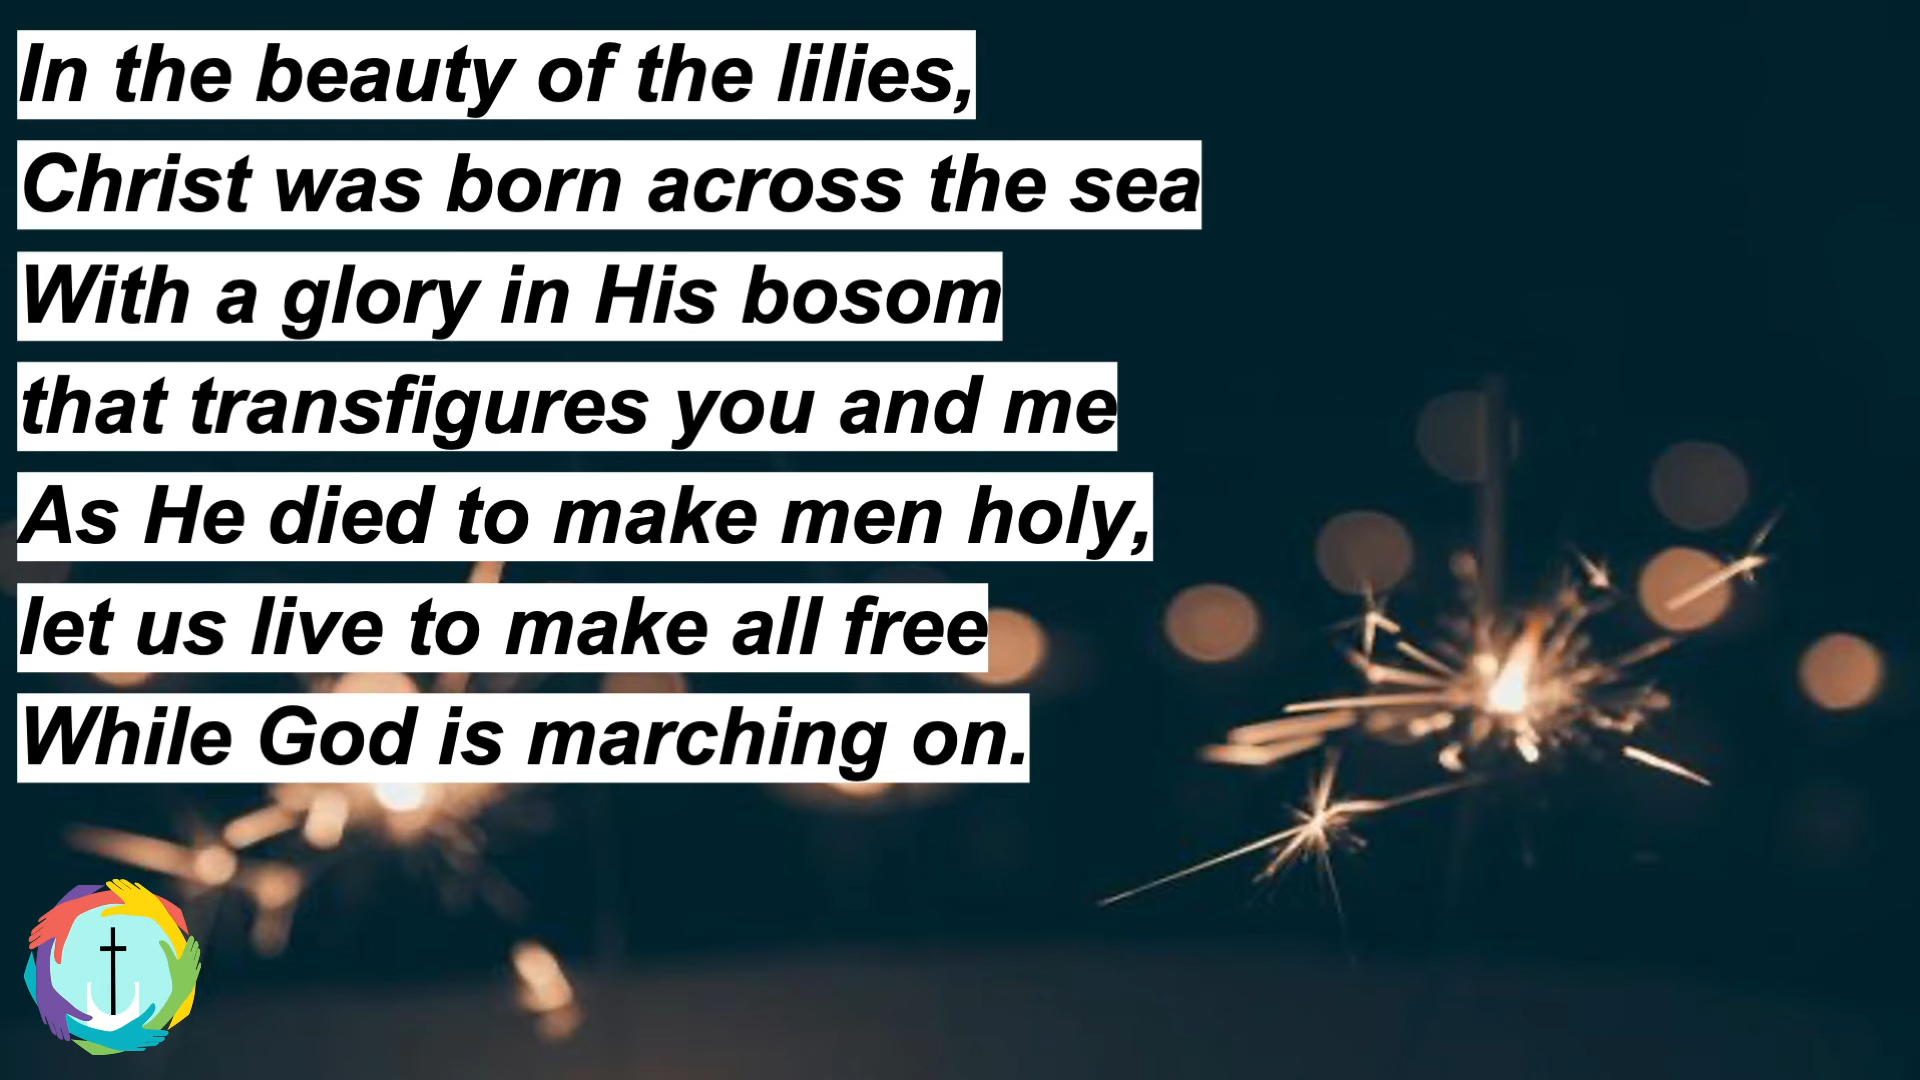 In the beauty of the lilies,
Christ was born across the sea
With a glory in His bosom
that transfigures you and me
As He died to make men holy,
let us live to make all free
While God is marching on.